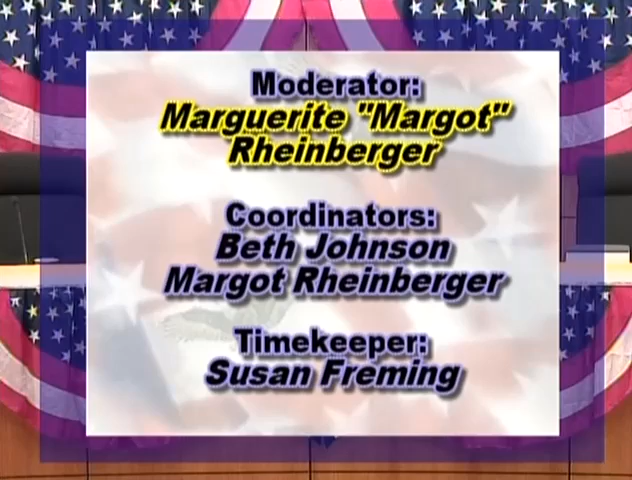 Moderator:
Marguerite "Margot"
Rheinberger
Coordinators:
Beth Johnson
Margot Rheinberger
Timekeeper:
Susan Freming